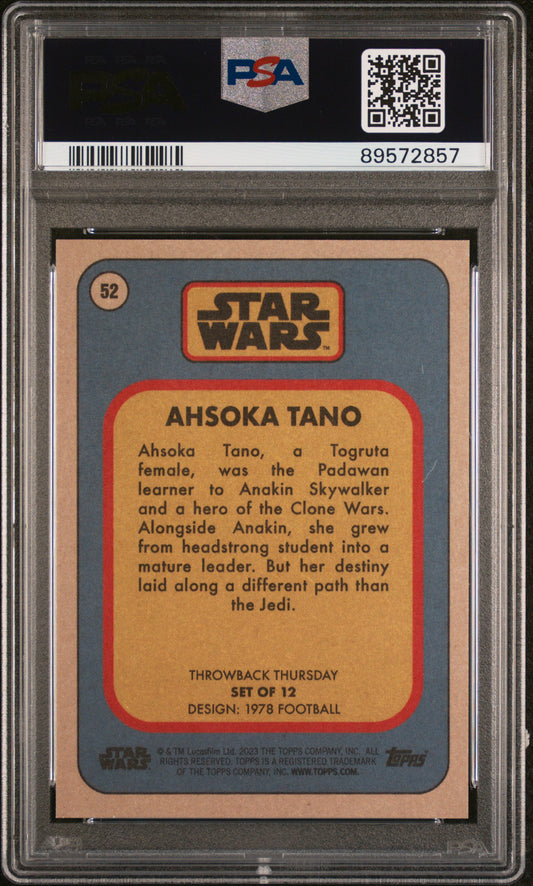 PSA
PSA
89572857
52
STAR
WARS™
AHSOKA TANO
Ahsoka Tano, a Togruta
female, was the Padawan
learner to Anakin Skywalker
and a hero of the Clone Wars.
Alongside Anakin, she grew
from headstrong student into a
mature leader. But her destiny
laid along a different path than
the Jedi.
THROWBACK THURSDAY
SET OF 12
DESIGN: 1978 FOOTBALL
STAR
WARS
© & TM Lucasfilm Ltd. 2023 THE TOPPS COMPANY, INC. ALL
RIGHTS RESERVED. TOPPS IS A REGISTERED TRADEMARK
OF THE TOPPS COMPANY, INC. WWW.TOPPS.COM.
TOPPS
PSA